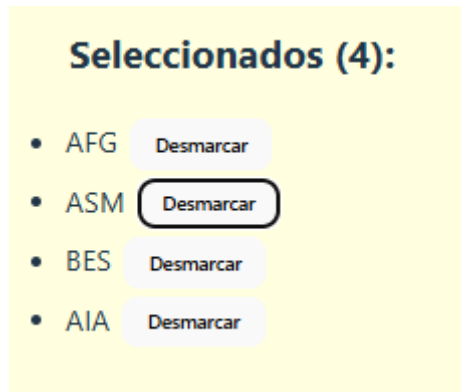 Seleccionados (4):
AFG Desmarcar
ASM Desmarcar
BES Desmarcar
AIA Desmarcar